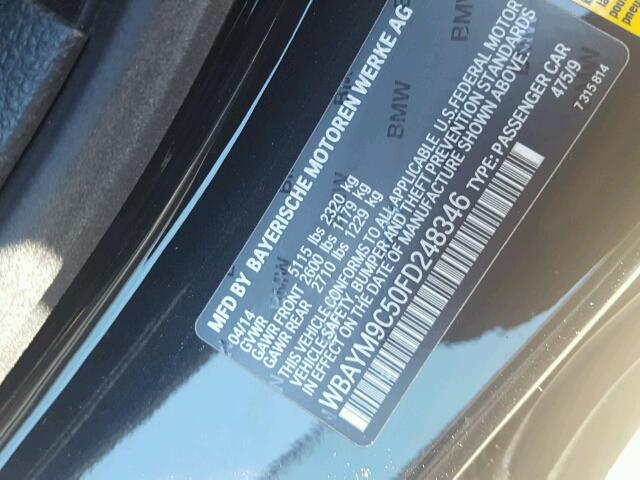 MFD BY BAYERISCHE MOTOREN WERKE AG
04/14
GVWR 5115 lbs 2320 kg
GAWR FRONT 2600 lbs 1179 kg
GAWR REAR 2710 lbs 1229 kg
THIS VEHICLE CONFORMS TO ALL APPLICABLE U.S. FEDERAL MOTOR
VEHICLE SAFETY, BUMPER AND THEFT PREVENTION STANDARDS
IN EFFECT ON THE DATE OF MANUFACTURE SHOWN ABOVE.
WBAYM9C50FD248346 TYPE: PASSENGER CAR
475/9
7315814
BMW
BMW
BMW